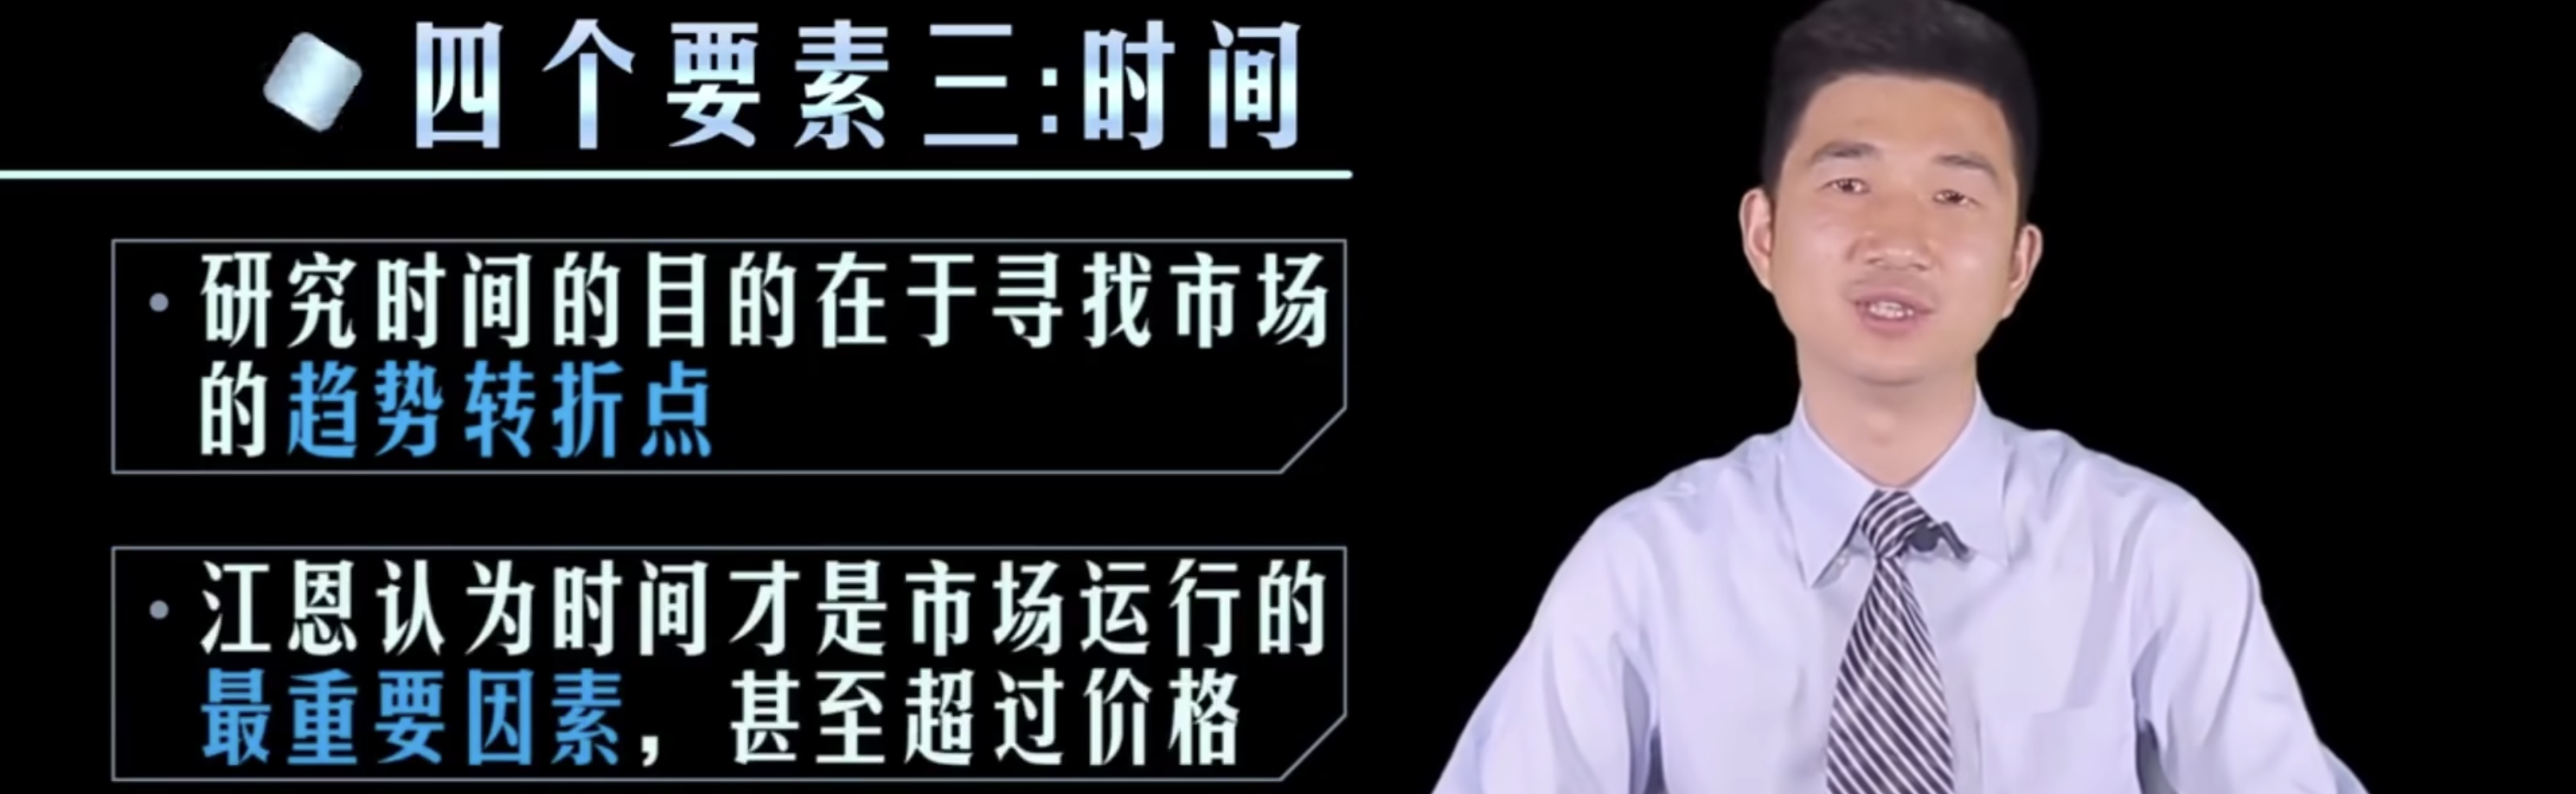 四个要素三:时间
研究时间的目的在于寻找市场
的趋势转折点
江恩认为时间才是市场运行的
最重要因素，甚至超过价格